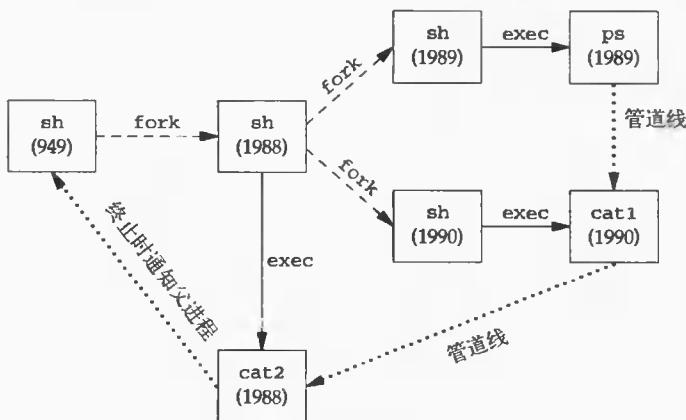 sh
(1989)
exec
ps
(1989)
fork
sh
(949)
fork
sh
(1988)
管道线
fork
sh
(1990)
exec
cat1
(1990)
终止时通知父进程
exec
管道线
cat2
(1988)